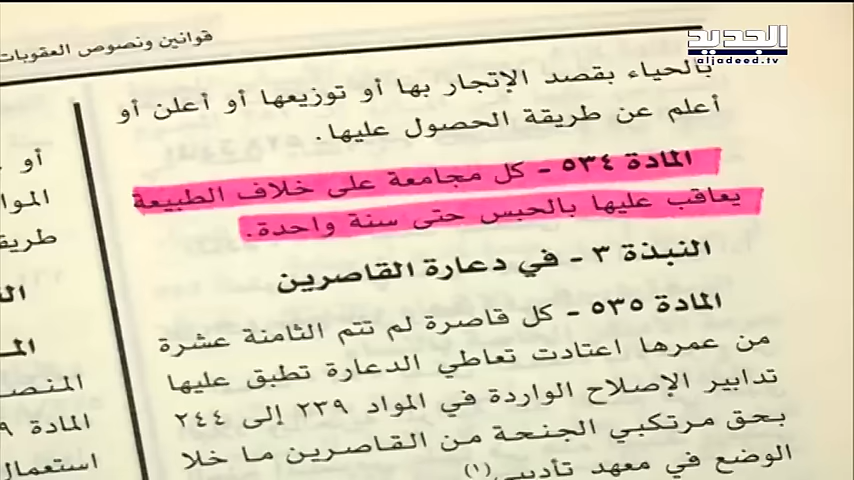 الجديد
aljadeed.tv
قوانين ونصوص العقوبات
بالحياء بقصد الإتجار بها أو توزيعها أو أعلن أو
أعلم عن طريقة الحصول عليها.
المادة ٥٣٤ - كل مجامعة على خلاف الطبيعة
يعاقب عليها بالحبس حتى سنة واحدة.
النبذة ٣ - في دعارة القاصرين
المادة ٥٣٥ - كل قاصرة لم تتم الثامنة عشرة
من عمرها اعتادت تعاطي الدعارة تطبق عليها
تدابير الإصلاح الواردة في المواد ٢٣٩ إلى ٢٤٤
بحق مرتكبي الجنحة من القاصرين ما خلا
الوضع في معهد تأديبي(١)
أو
طريق
المادة ٩
استعمال